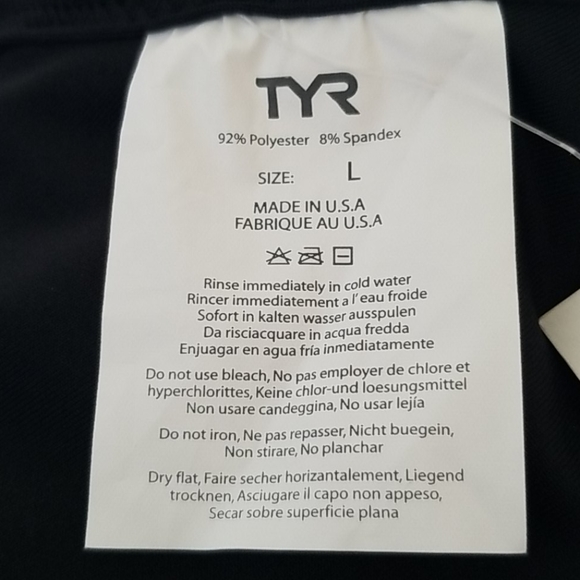 TYR
92% Polyester 8% Spandex
SIZE: L
MADE IN U.S.A
FABRIQUE AU U.S.A
Rinse immediately in cold water
Rincer immediatement a l'eau froide
Sofort in kalten wasser ausspulen
Da risciacquare in acqua fredda
Enjuagar en agua fría inmediatamente
Do not use bleach, No pas employer de chlore et
hyperchlorittes, Keine chlor-und loesungsmittel
Non usare candeggina, No usar lejía
Do not iron, Ne pas repasser, Nicht buegein,
Non stirare, No planchar
Dry flat, Faire secher horizantalement, Liegend
trocknen, Asciugare il capo non appeso,
Secar sobre superficie plana